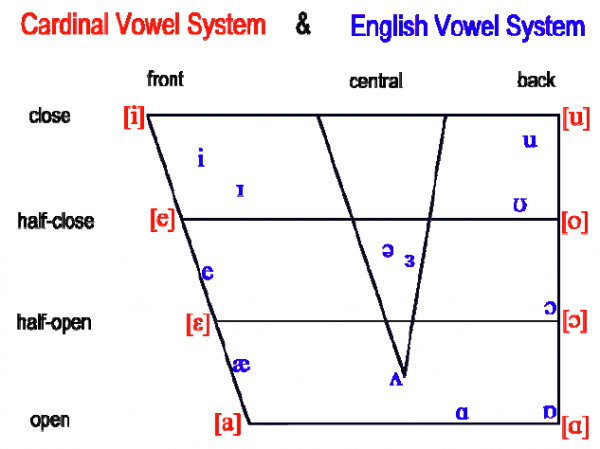 Cardinal Vowel System & English Vowel System
front central back
close [i] [u]
u
i
ɪ
ʊ
half-close [e] [o]
ə ɜ
e
ɔ
half-open [ɛ] [ɔ]
æ
ʌ
ɑ ɒ
open [a] [ɑ]